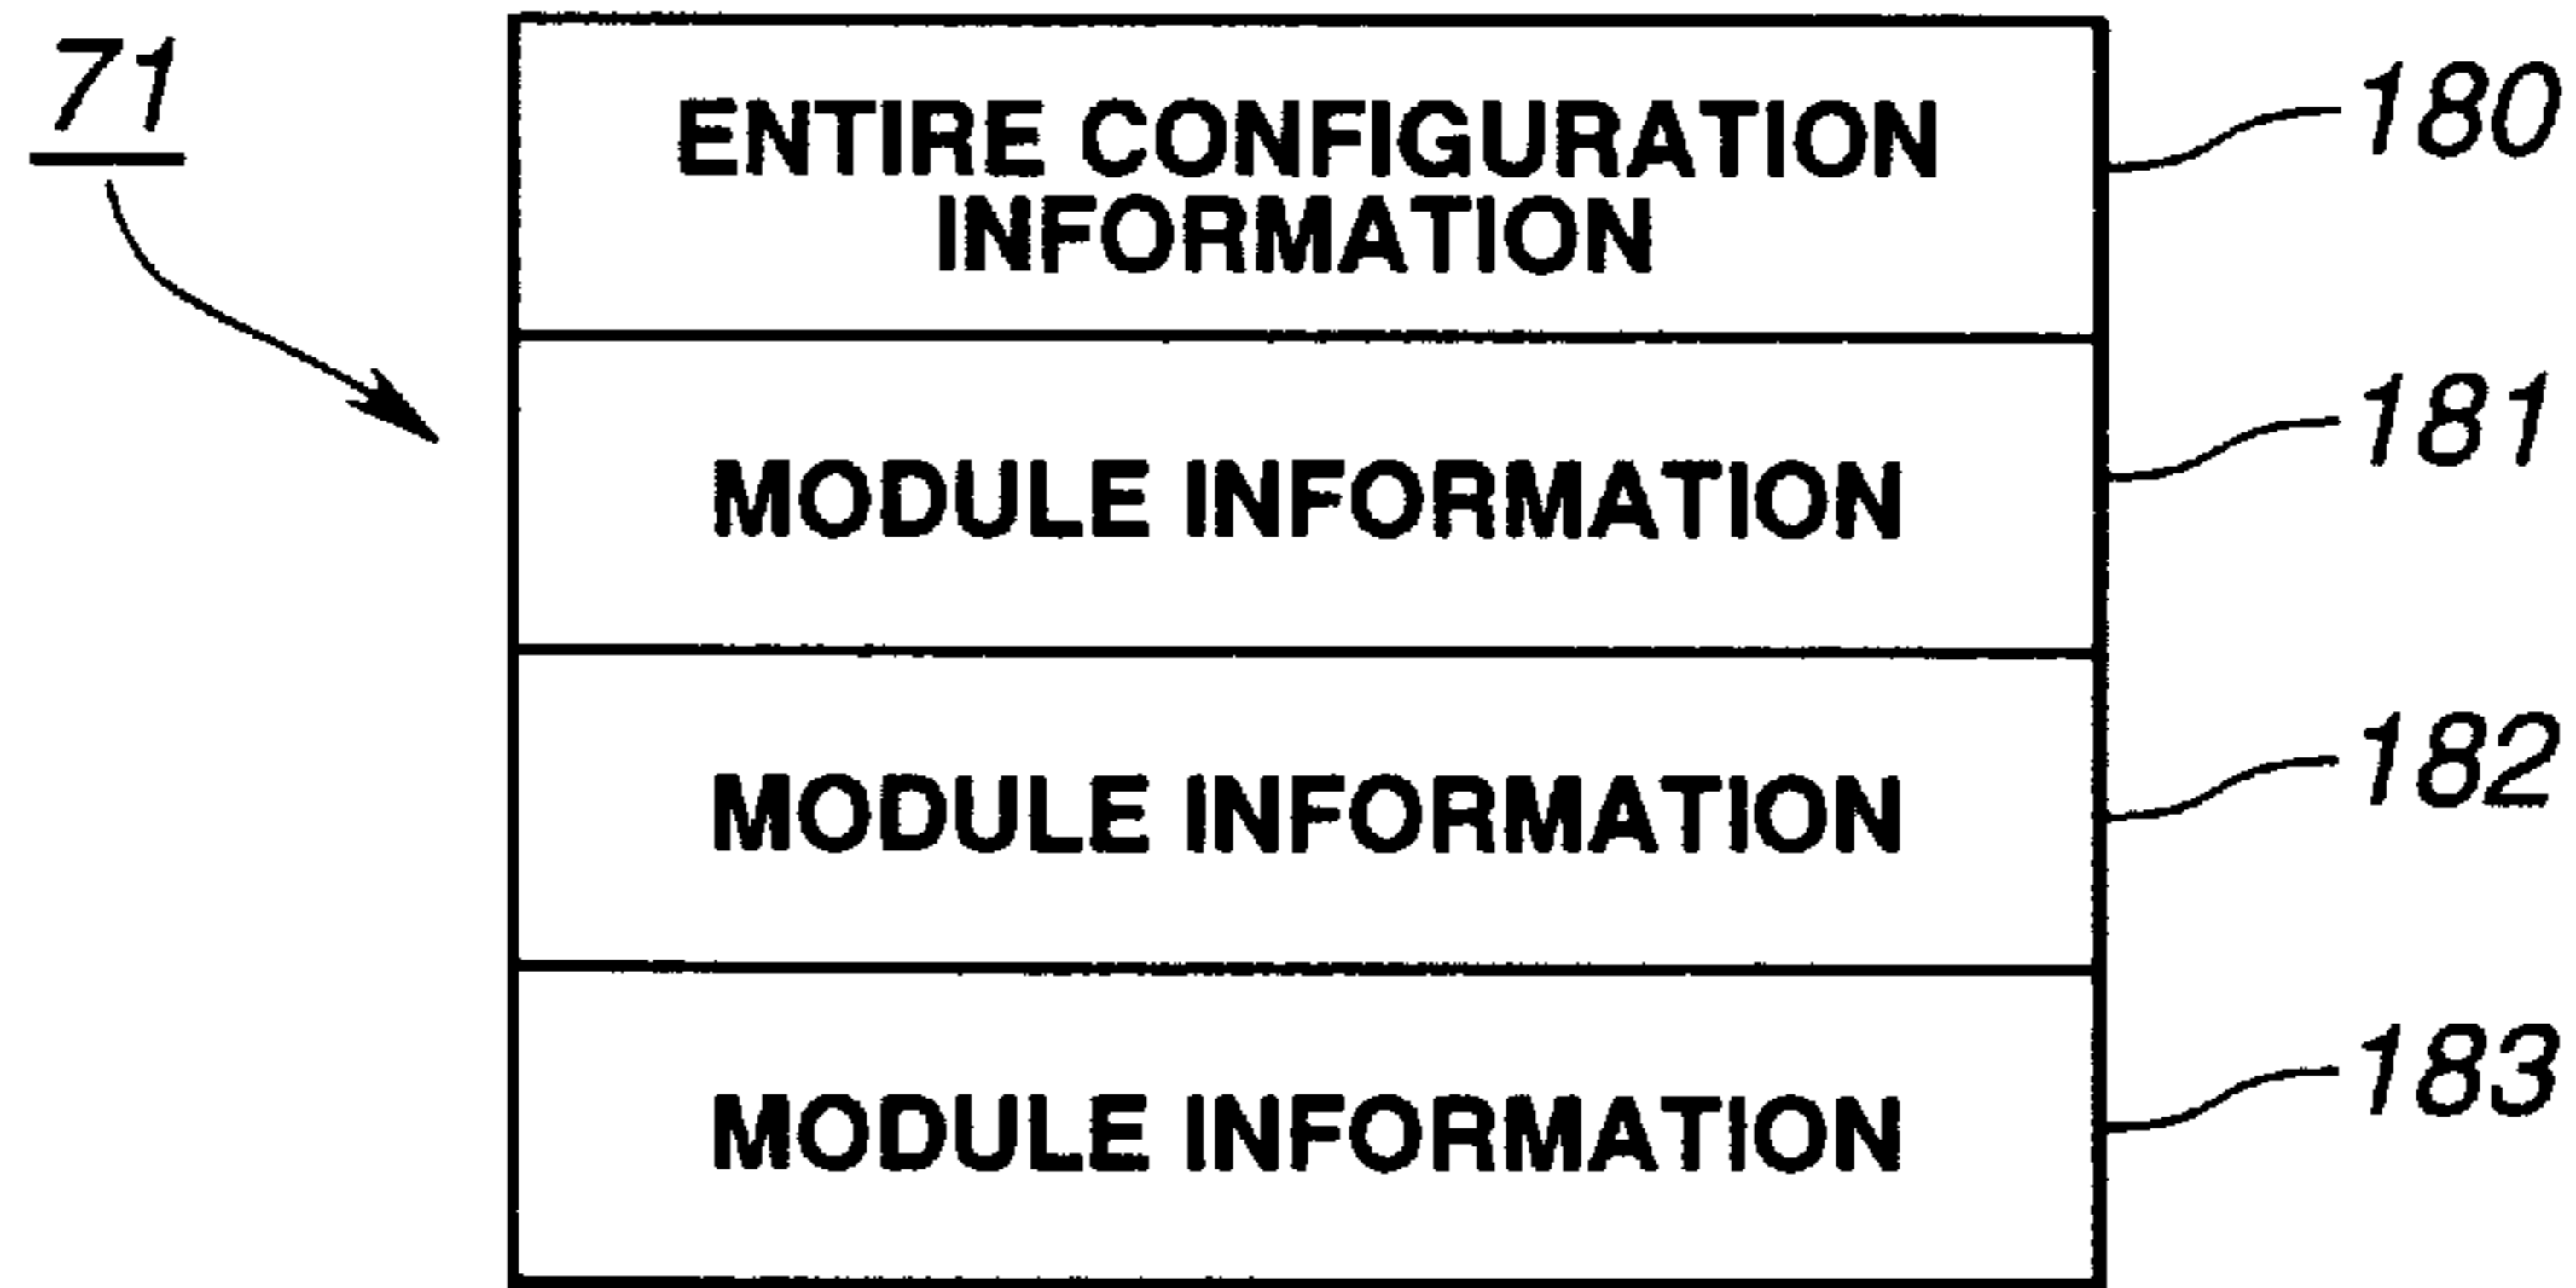 71
ENTIRE CONFIGURATION
INFORMATION
180
MODULE INFORMATION
181
MODULE INFORMATION
182
MODULE INFORMATION
183